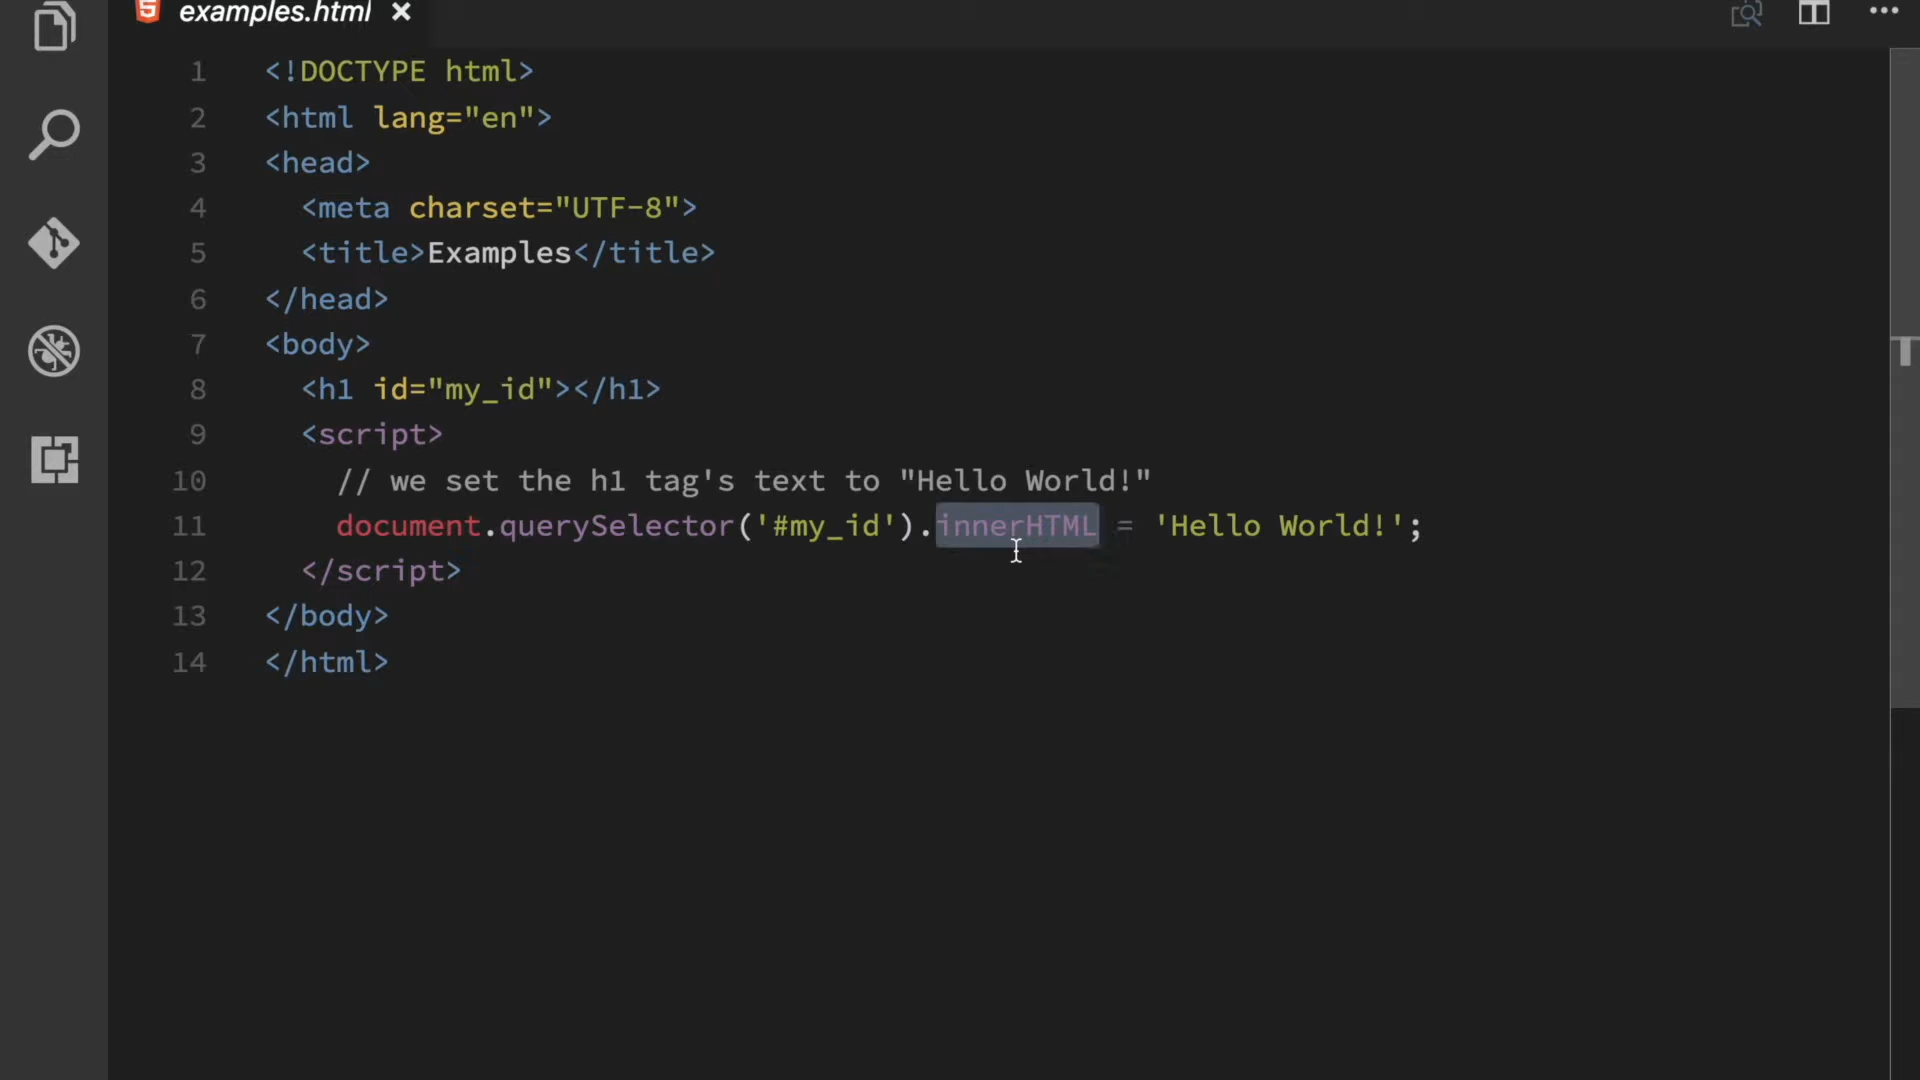 examples.html
1 <!DOCTYPE html>
2 <html lang="en">
3 <head>
4 <meta charset="UTF-8">
5 <title>Examples</title>
6 </head>
7 <body>
8 <h1 id="my_id"></h1>
9 <script>
10 // we set the h1 tag's text to "Hello World!"
11 document.querySelector('#my_id').innerHTML = 'Hello World!';
12 </script>
13 </body>
14 </html>